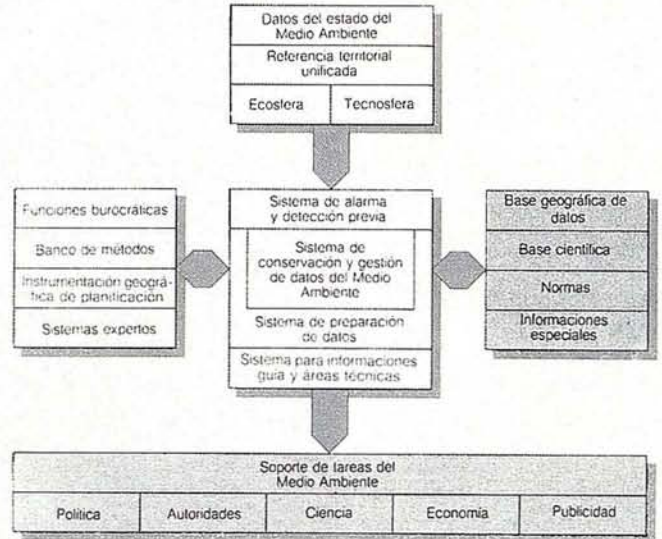 Datos del estado del
Medio Ambiente
Referencia territorial
unificada
Ecosfera
Tecnosfera
Funciones burocráticas
Banco de métodos
Instrumentación geográ-
fica de planificación
Sistemas expertos
Sistema de alarma
y detección previa
Sistema de
conservación y gestión
de datos del Medio
Ambiente
Sistema de preparación
de datos
Sistema para informaciones
guía y áreas técnicas
Base geográfica de
datos
Base científica
Normas
Informaciones
especiales
Soporte de tareas del
Medio Ambiente
Política
Autoridades
Ciencia
Economía
Publicidad